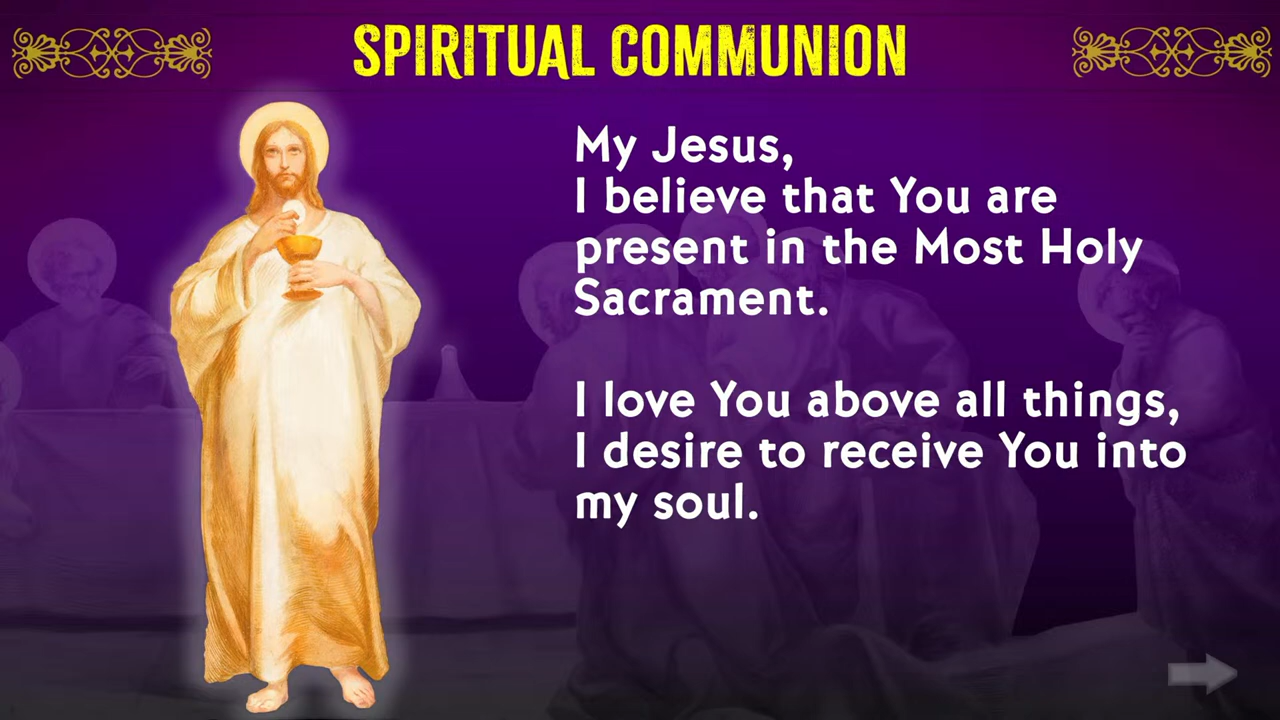 SPIRITUAL COMMUNION
My Jesus,
I believe that You are
present in the Most Holy
Sacrament.
I love You above all things,
I desire to receive You into
my soul.